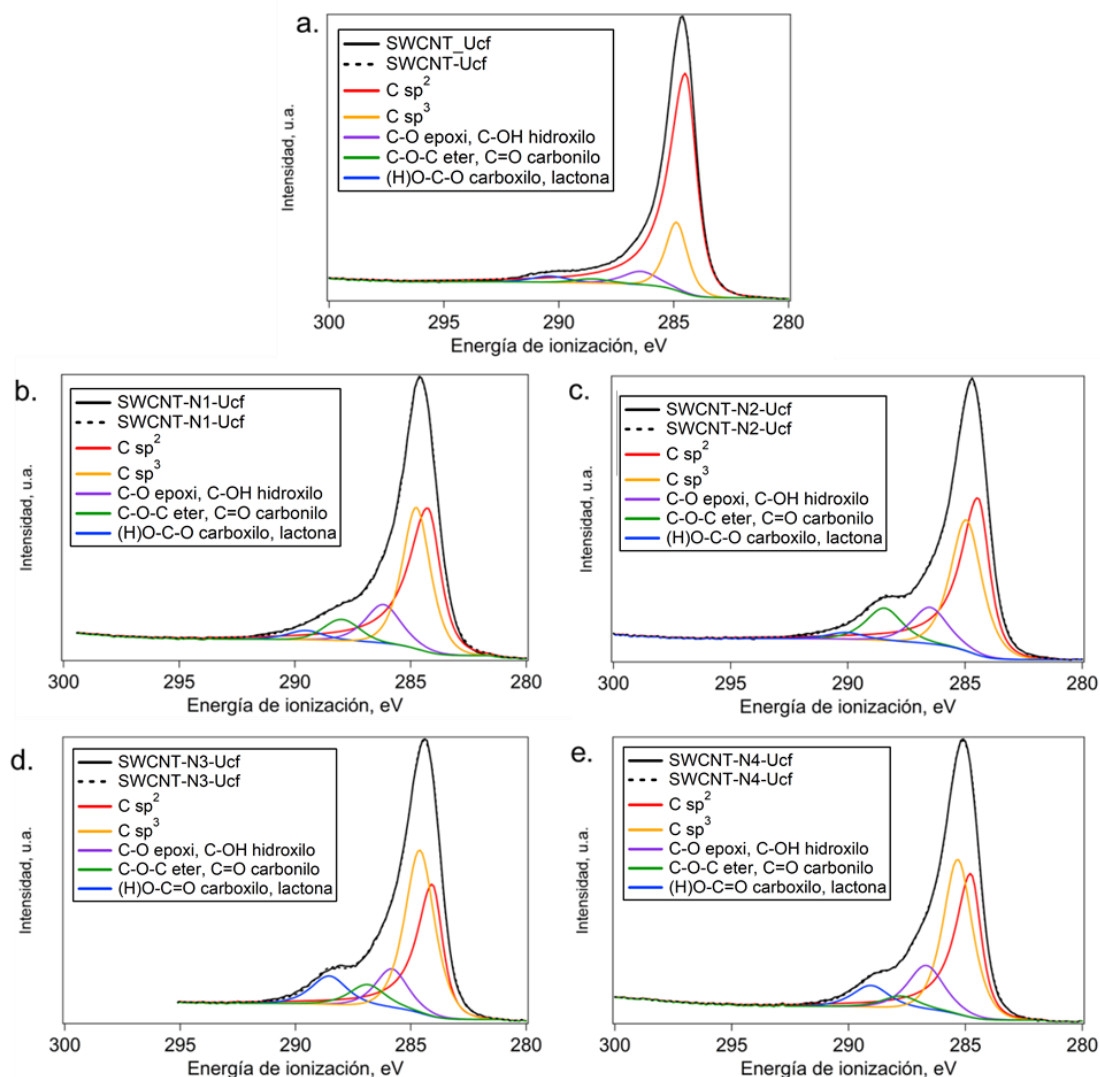 a.
SWCNT_Ucf
SWCNT-Ucf
C sp²
C sp³
C-O epoxi, C-OH hidroxilo
C-O-C eter, C=O carbonilo
(H)O-C-O carboxilo, lactona
Intensidad, u.a.
300 295 290 285 280
Energía de ionización, eV
b.
SWCNT-N1-Ucf
SWCNT-N1-Ucf
C sp²
C sp³
C-O epoxi, C-OH hidroxilo
C-O-C eter, C=O carbonilo
(H)O-C-O carboxilo, lactona
Intensidad, u.a.
300 295 290 284 280
Energía de ionización, eV
c.
SWCNT-N2-Ucf
SWCNT-N2-Ucf
C sp²
C sp³
C-O epoxi, C-OH hidroxilo
C-O-C eter, C=O carbonilo
(H)O-C-O carboxilo, lactona
Intensidad, u.a.
300 295 290 285 280
Energía de ionización, eV
d.
SWCNT-N3-Ucf
SWCNT-N3-Ucf
C sp²
C sp³
C-O epoxi, C-OH hidroxilo
C-O-C eter, C=O carbonilo
(H)O-C=O carboxilo, lactona
Intensidad, u.a.
300 295 290 284 280
Energía de ionización, eV
e.
SWCNT-N4-Ucf
SWCNT-N4-Ucf
C sp²
C sp³
C-O epoxi, C-OH hidroxilo
C-O-C eter, C=O carbonilo
(H)O-C=O carboxilo, lactona
Intensidad, u.a.
300 295 290 285 280
Energía de ionización, eV